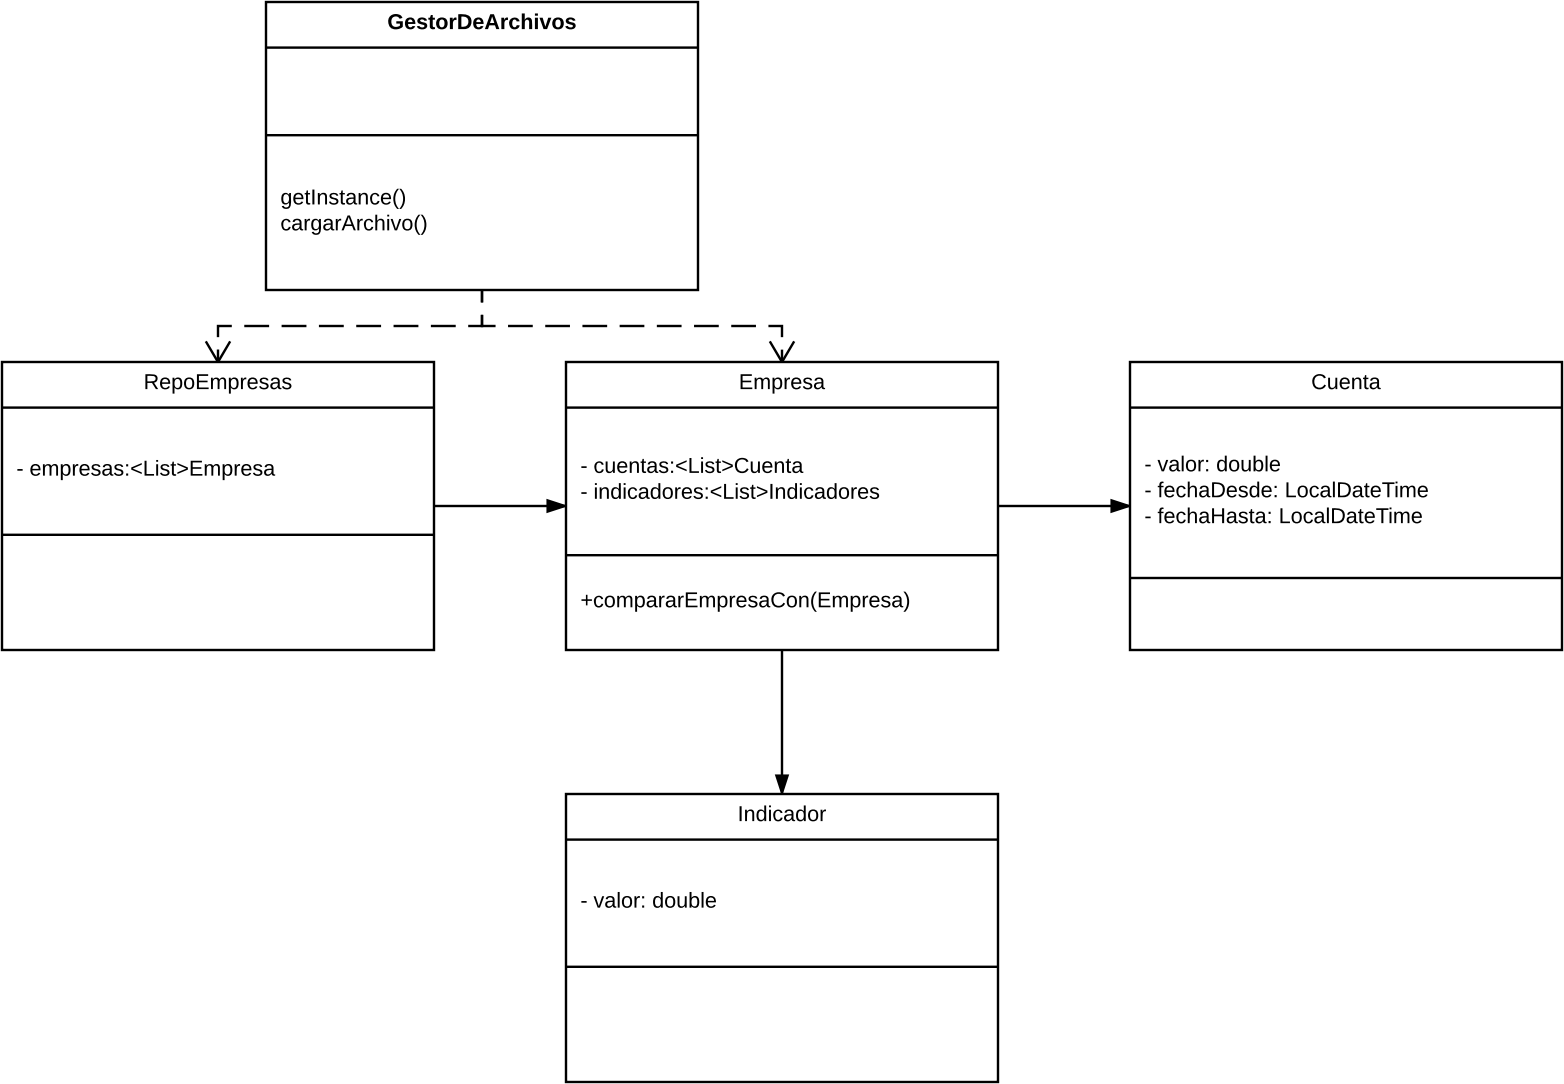 GestorDeArchivos
getInstance()
cargarArchivo()
RepoEmpresas
- empresas:<List>Empresa
Empresa
- cuentas:<List>Cuenta
- indicadores:<List>Indicadores
+compararEmpresaCon(Empresa)
Cuenta
- valor: double
- fechaDesde: LocalDateTime
- fechaHasta: LocalDateTime
Indicador
- valor: double